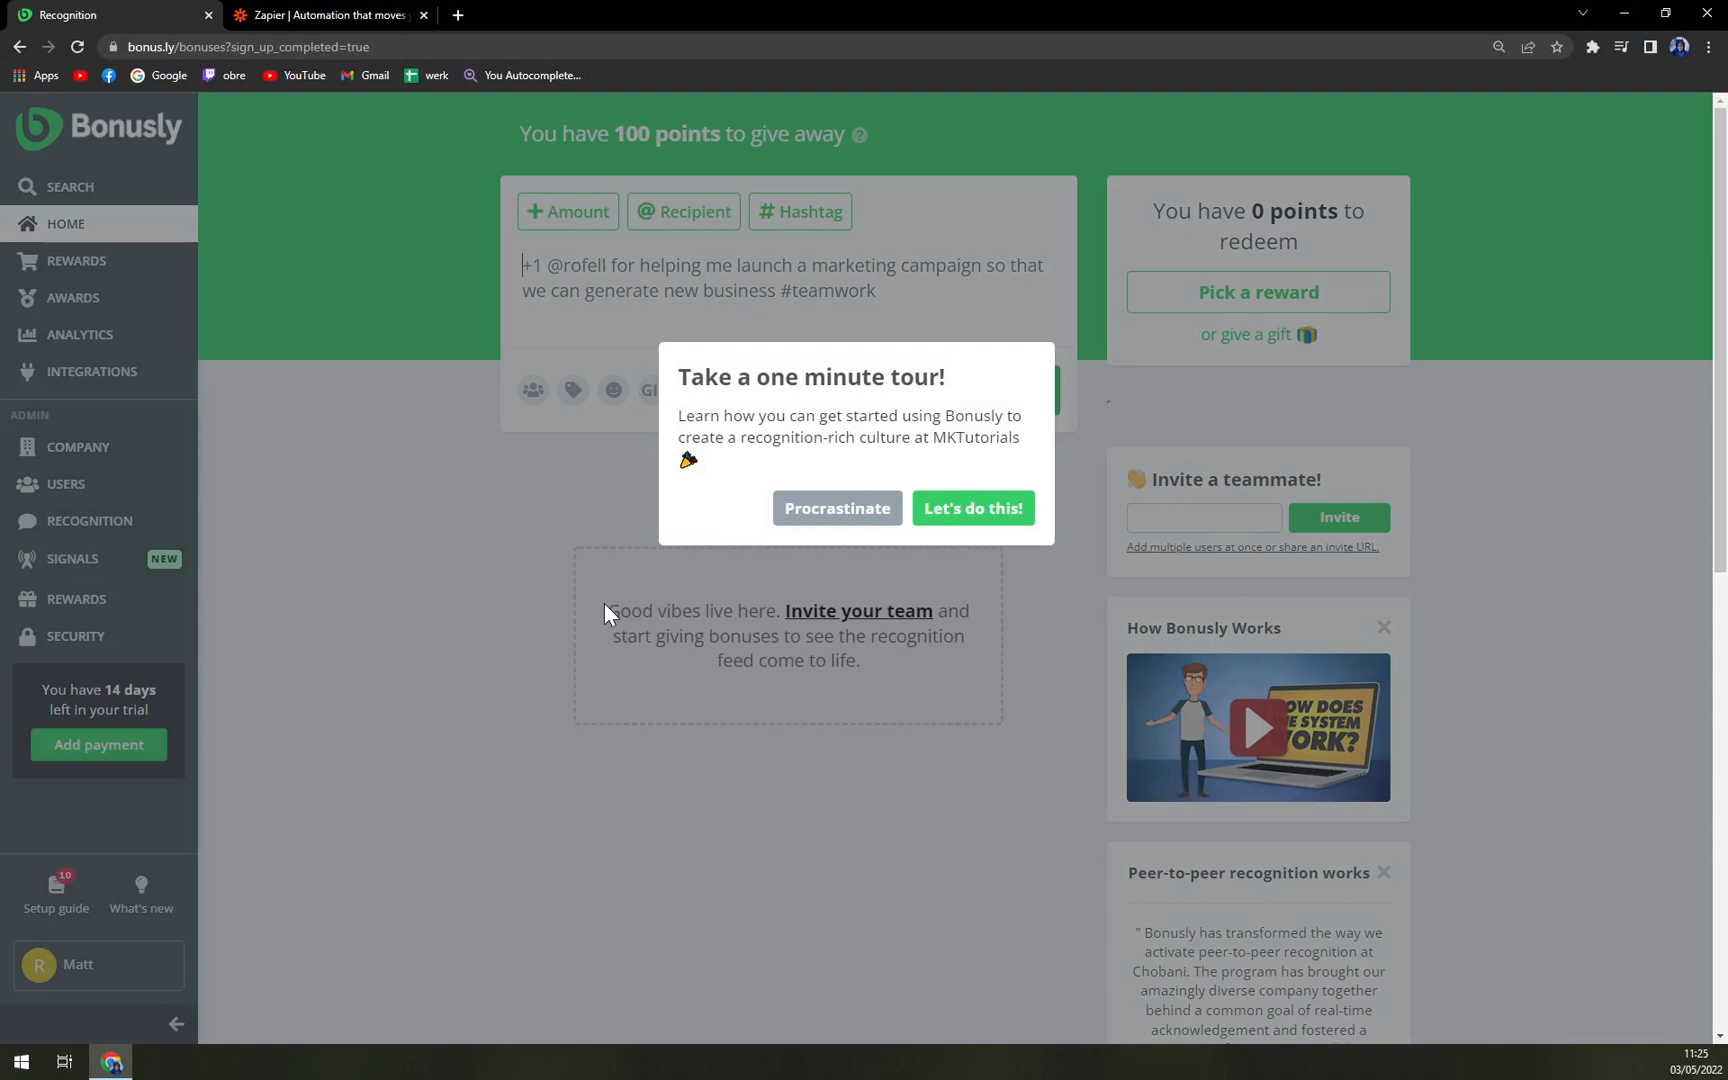 Recognition
Zapier | Automation that moves
bonus.ly/bonuses?sign_up_completed=true
Apps
Google
obre
YouTube
Gmail
werk
You Autocomplete...
Bonusly
SEARCH
HOME
REWARDS
AWARDS
ANALYTICS
INTEGRATIONS
ADMIN
COMPANY
USERS
RECOGNITION
SIGNALS NEW
REWARDS
SECURITY
You have 14 days
left in your trial
Add payment
10
Setup guide
What's new
R Matt
You have 100 points to give away ?
+ Amount
@ Recipient
# Hashtag
+1 @rofell for helping me launch a marketing campaign so that
we can generate new business #teamwork
GI
Take a one minute tour!
Learn how you can get started using Bonusly to
create a recognition-rich culture at MKTutorials
Procrastinate
Let's do this!
Good vibes live here. Invite your team and
start giving bonuses to see the recognition
feed come to life.
You have 0 points to
redeem
Pick a reward
or give a gift
Invite a teammate!
Invite
Add multiple users at once or share an invite URL.
How Bonusly Works
OW DOES
E SYSTEM
ORK?
Peer-to-peer recognition works
" Bonusly has transformed the way we
activate peer-to-peer recognition at
Chobani. The program has brought our
amazingly diverse company together
behind a common goal of real-time
acknowledgement and fostered a
11:25
03/05/2022